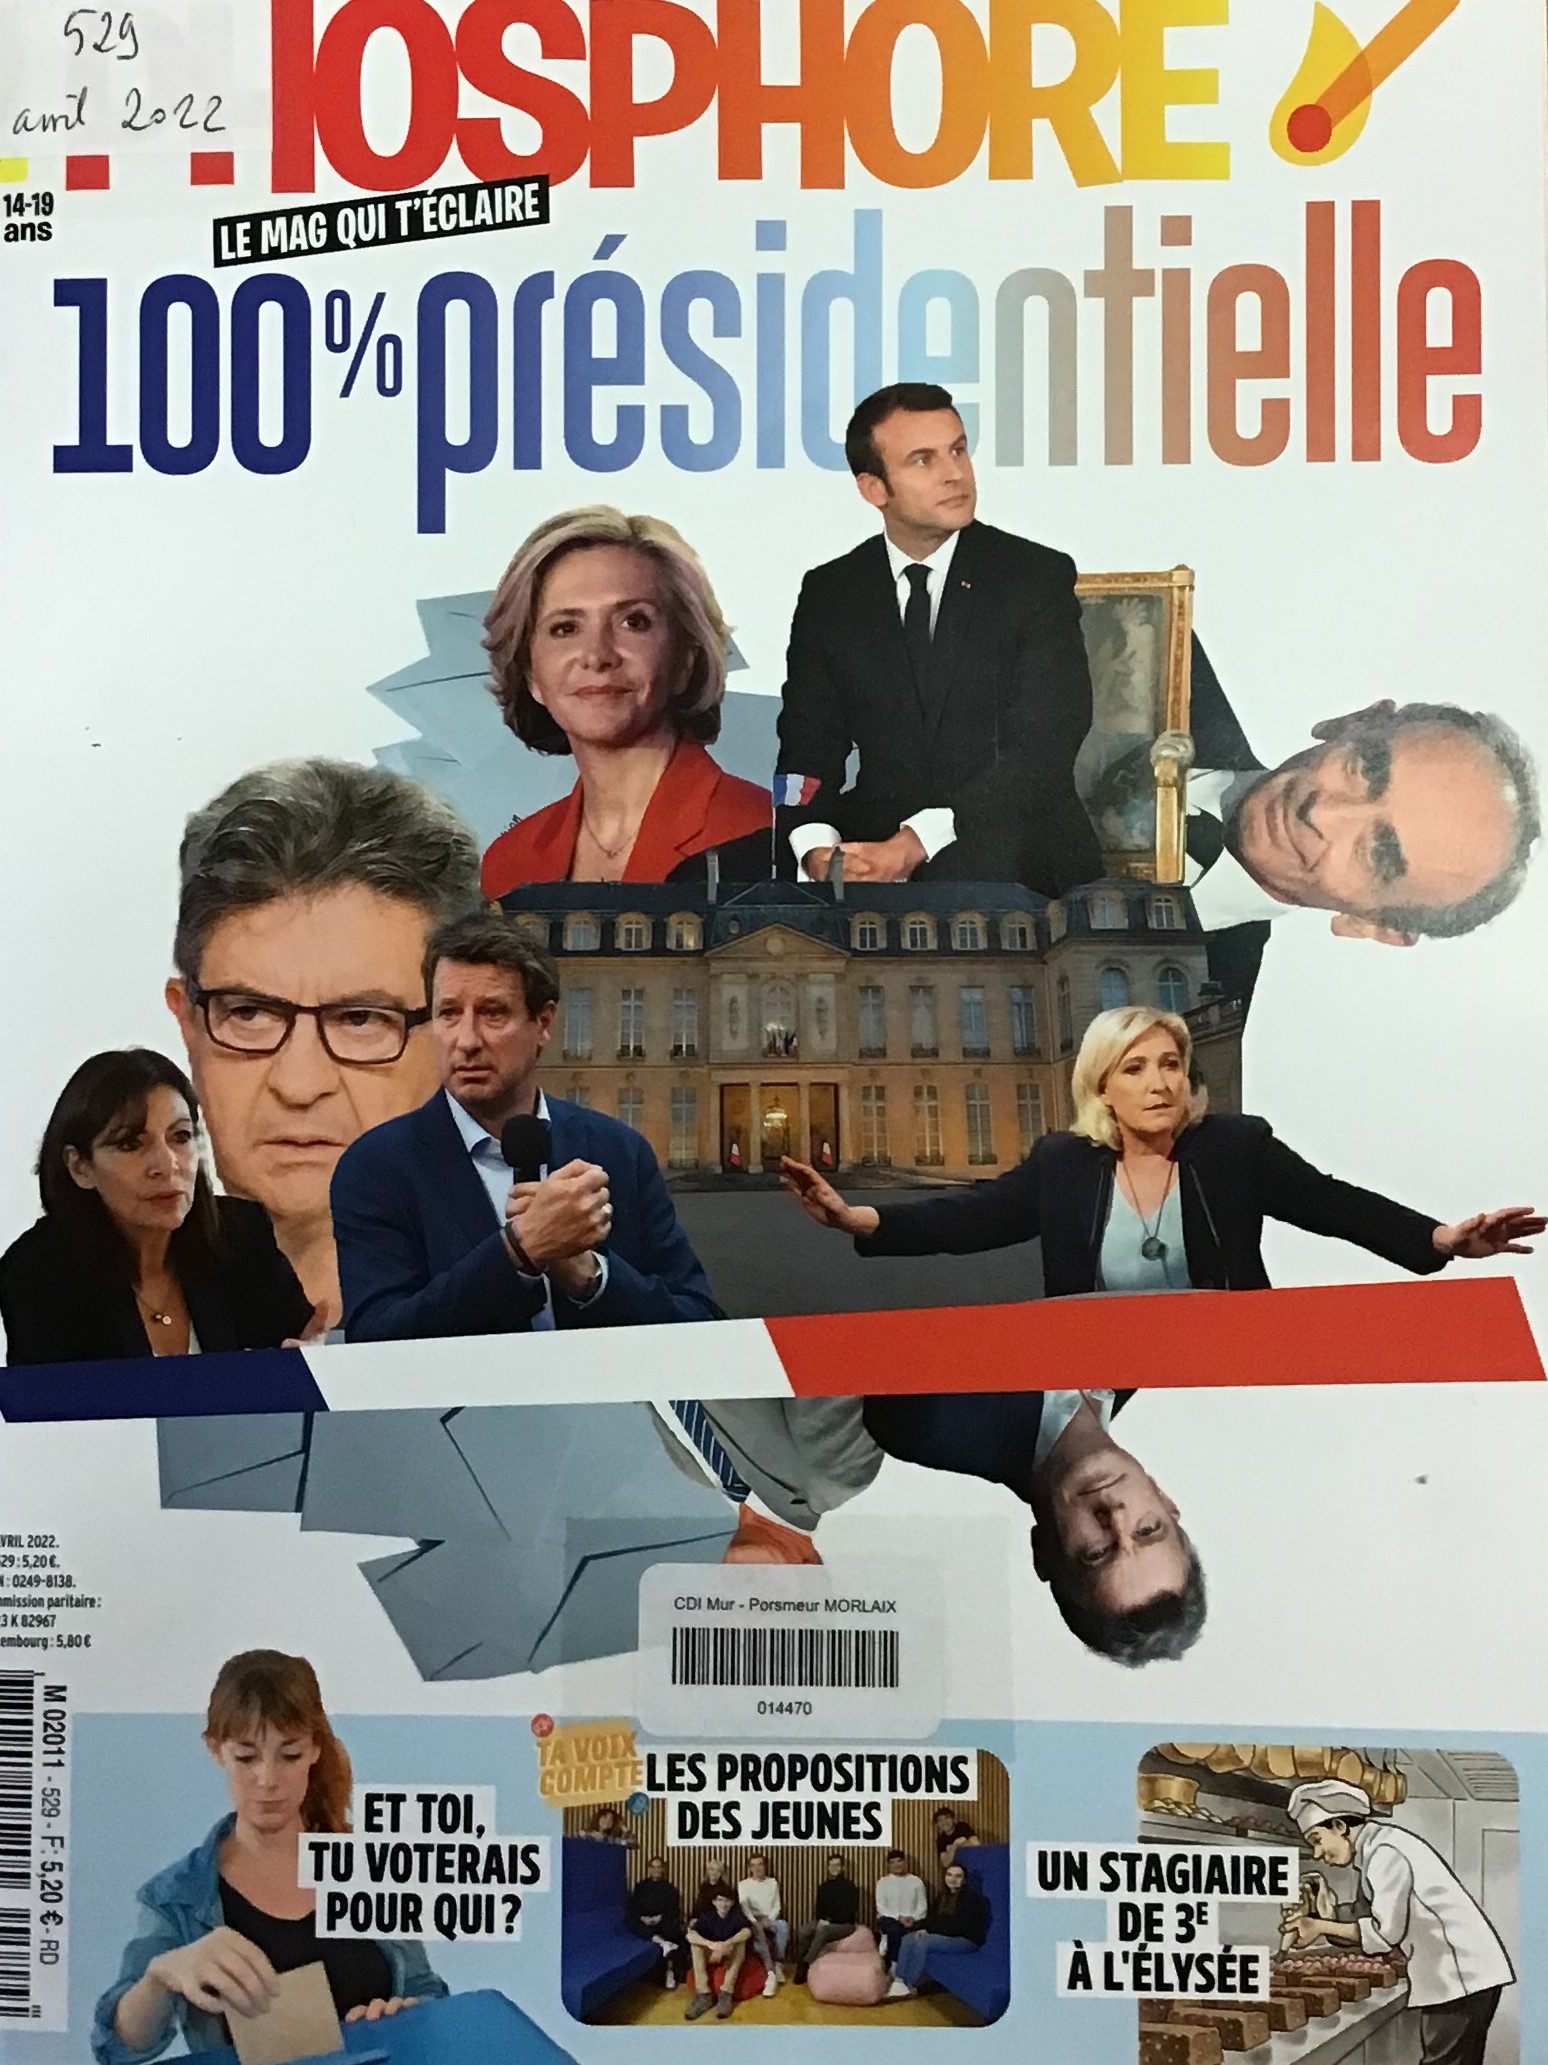 529
avril 2022
HOSPHORE
14-19
ans
LE MAG QUI T'ÉCLAIRE
100% présidentielle
VRIL 2022.
29 : 5,20 €.
N : 0249-8138.
mmission paritaire :
3 K 82967
embourg : 5,80 €
CDI Mur - Porsmeur MORLAIX
014470
M 02011 - 529 - F: 5,20 € - RD
ET TOI,
TU VOTERAIS
POUR QUI ?
TA VOIX
COMPTE
LES PROPOSITIONS
DES JEUNES
UN STAGIAIRE
DE 3E
À L'ÉLYSÉE